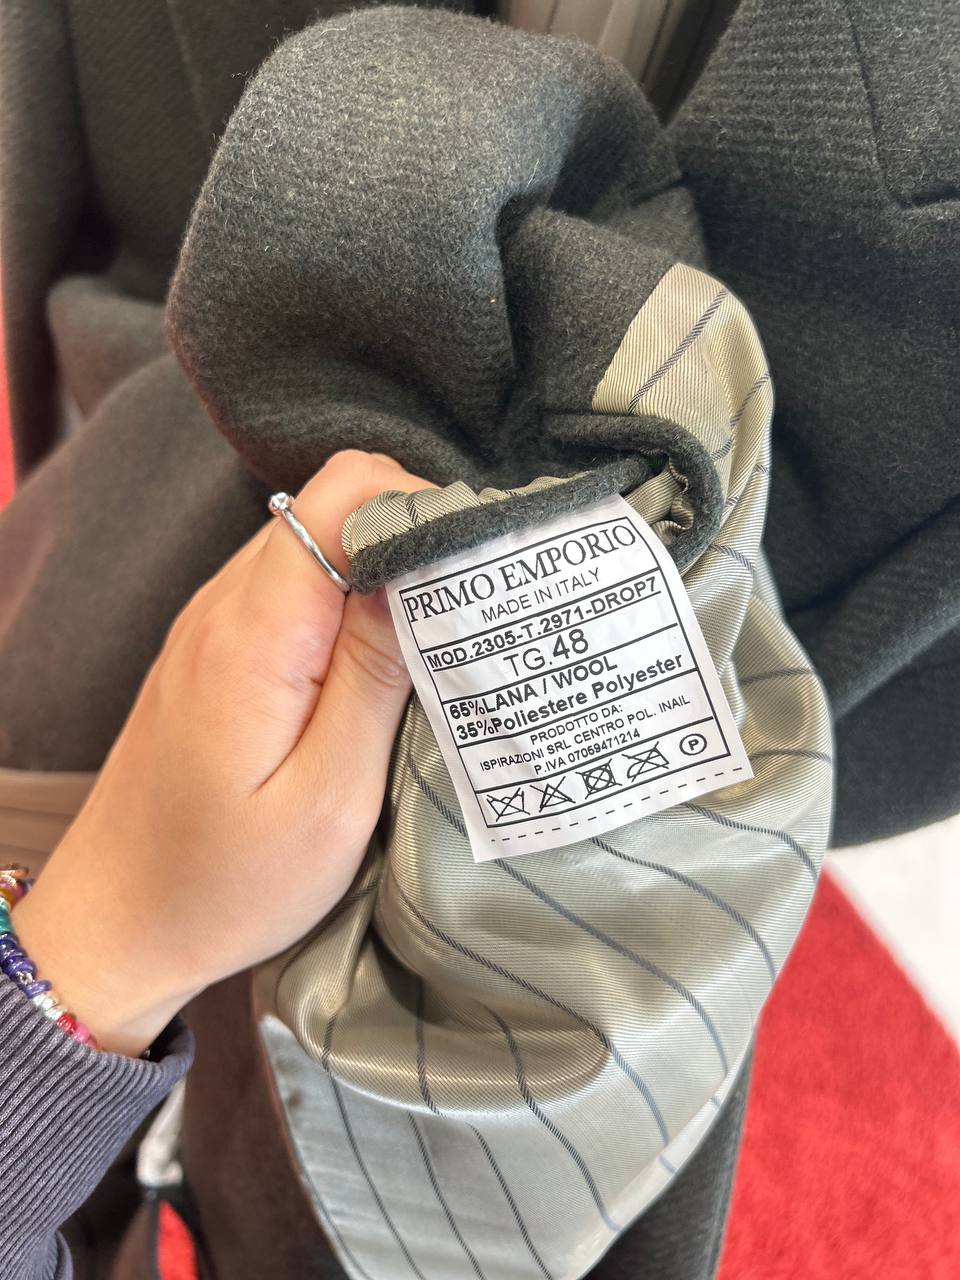 PRIMO EMPORIO
MADE IN ITALY
MOD.2305-T.2971-DROP7
TG.48
65%LANA / WOOL
35%Poliestere Polyester
PRODOTTO DA:
ISPIRAZIONI SRL CENTRO POL. INAIL
P.IVA 07059471214
P